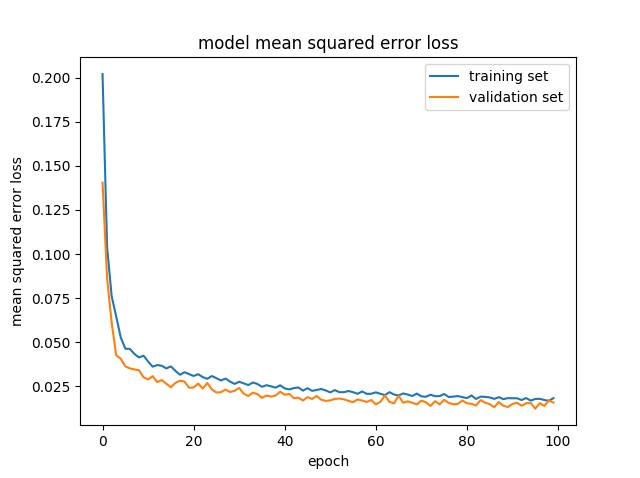 model mean squared error loss
training set
validation set
mean squared error loss
0.200
0.175
0.150
0.125
0.100
0.075
0.050
0.025
0 20 40 60 80 100
epoch